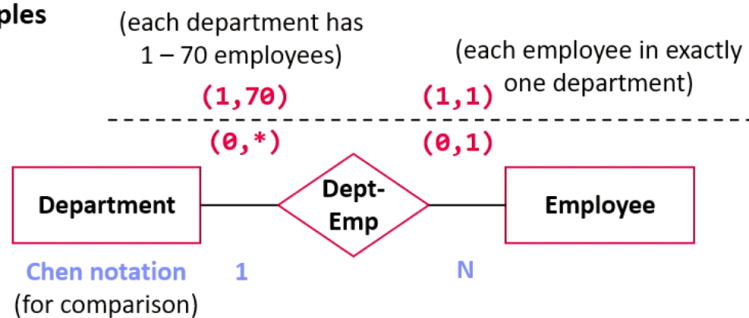 ples
(each department has
1 – 70 employees)
(each employee in exactly
one department)
(1,70)
(1,1)
(0,*)
(0,1)
Department
Dept-
Emp
Employee
Chen notation
1
N
(for comparison)